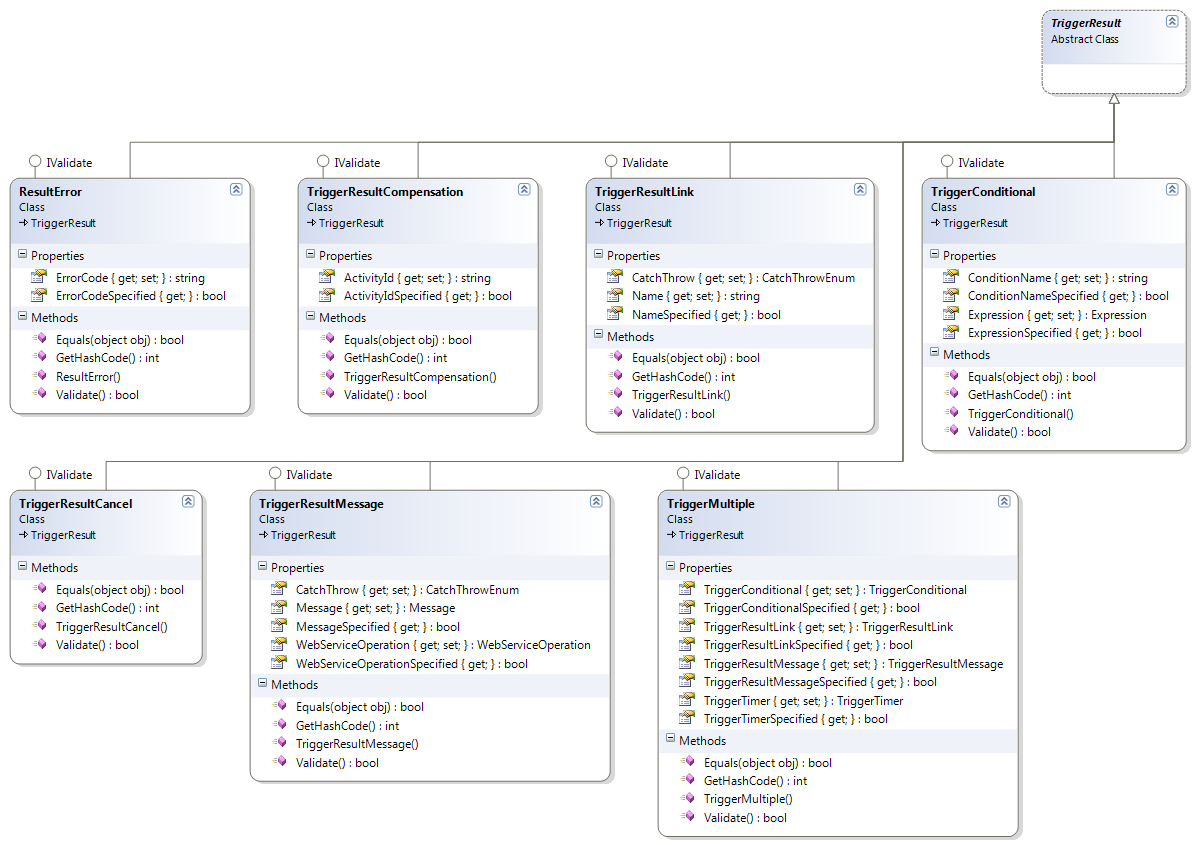 TriggerResult
Abstract Class
IValidate
ResultError
Class
TriggerResult
Properties
ErrorCode { get; set; } : string
ErrorCodeSpecified { get; } : bool
Methods
Equals(object obj) : bool
GetHashCode() : int
ResultError()
Validate() : bool
IValidate
TriggerResultCompensation
Class
TriggerResult
Properties
ActivityId { get; set; } : string
ActivityIdSpecified { get; } : bool
Methods
Equals(object obj) : bool
GetHashCode() : int
TriggerResultCompensation()
Validate() : bool
IValidate
TriggerResultLink
Class
TriggerResult
Properties
CatchThrow { get; set; } : CatchThrowEnum
Name { get; set; } : string
NameSpecified { get; } : bool
Methods
Equals(object obj) : bool
GetHashCode() : int
TriggerResultLink()
Validate() : bool
IValidate
TriggerConditional
Class
TriggerResult
Properties
ConditionName { get; set; } : string
ConditionNameSpecified { get; } : bool
Expression { get; set; } : Expression
ExpressionSpecified { get; } : bool
Methods
Equals(object obj) : bool
GetHashCode() : int
TriggerConditional()
Validate() : bool
IValidate
TriggerResultCancel
Class
TriggerResult
Methods
Equals(object obj) : bool
GetHashCode() : int
TriggerResultCancel()
Validate() : bool
IValidate
TriggerResultMessage
Class
TriggerResult
Properties
CatchThrow { get; set; } : CatchThrowEnum
Message { get; set; } : Message
MessageSpecified { get; } : bool
WebServiceOperation { get; set; } : WebServiceOperation
WebServiceOperationSpecified { get; } : bool
Methods
Equals(object obj) : bool
GetHashCode() : int
TriggerResultMessage()
Validate() : bool
IValidate
TriggerMultiple
Class
TriggerResult
Properties
TriggerConditional { get; set; } : TriggerConditional
TriggerConditionalSpecified { get; } : bool
TriggerResultLink { get; set; } : TriggerResultLink
TriggerResultLinkSpecified { get; } : bool
TriggerResultMessage { get; set; } : TriggerResultMessage
TriggerResultMessageSpecified { get; } : bool
TriggerTimer { get; set; } : TriggerTimer
TriggerTimerSpecified { get; } : bool
Methods
Equals(object obj) : bool
GetHashCode() : int
TriggerMultiple()
Validate() : bool